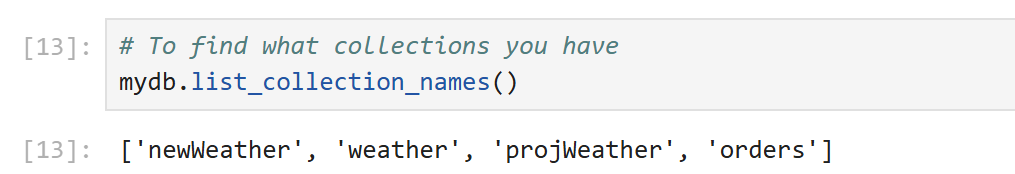 [13]: # To find what collections you have
mydb.list_collection_names()
[13]: ['newWeather', 'weather', 'projWeather', 'orders']